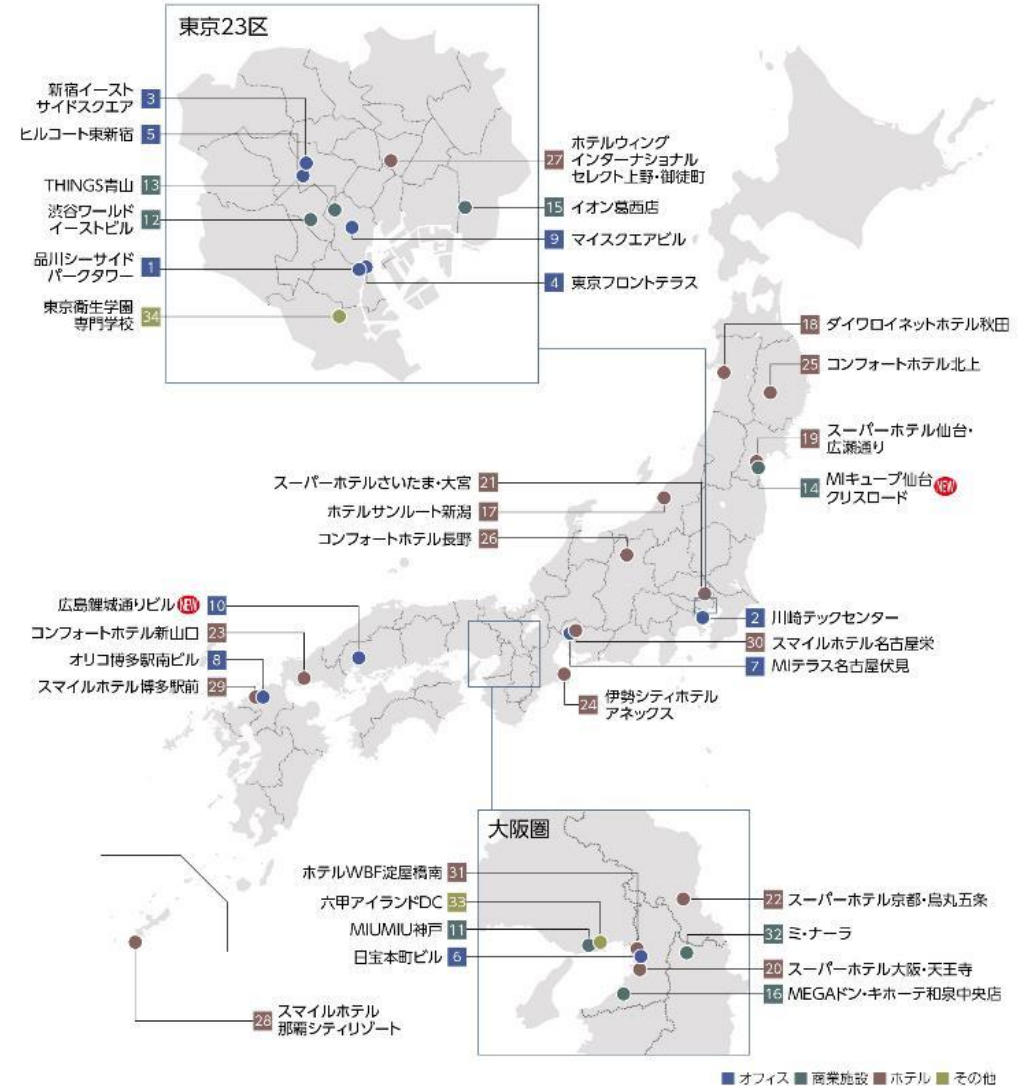 東京23区
新宿イースト
サイドスクエア
3
ヒルコート東新宿
5
THINGS青山
13
渋谷ワールド
イーストビル
12
品川シーサイド
パークタワー
1
東京衛生学園
専門学校
34
27
ホテルウィング
インターナショナル
セレクト上野・御徒町
15
イオン葛西店
9
マイスクエアビル
4
東京フロントテラス
18
ダイワロイネットホテル秋田
25
コンフォートホテル北上
19
スーパーホテル仙台・
広瀬通り
14
MIキューブ仙台
クリスロード
NEW
スーパーホテルさいたま・大宮
21
ホテルサンルート新潟
17
コンフォートホテル長野
26
広島鯉城通りビル
NEW
10
コンフォートホテル新山口
23
オリコ博多駅南ビル
8
スマイルホテル博多駅前
29
2
川崎テックセンター
30
スマイルホテル名古屋栄
7
MIテラス名古屋伏見
24
伊勢シティホテル
アネックス
大阪圏
ホテルWBF淀屋橋南
31
六甲アイランドDC
33
MIUMIU神戸
11
日宝本町ビル
6
22
スーパーホテル京都・烏丸五条
32
ミ・ナーラ
20
スーパーホテル大阪・天王寺
16
MEGAドン・キホーテ和泉中央店
28
スマイルホテル
那覇シティリゾート
オフィス 商業施設 ホテル その他